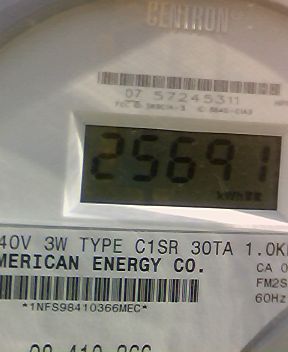 CENTRON
07 57245311
25691
kWh
40V 3W TYPE C1SR 30TA 1.0K
MERICAN ENERGY CO.
CA 0
FM2S
60Hz
*1NFS98410366MEC*